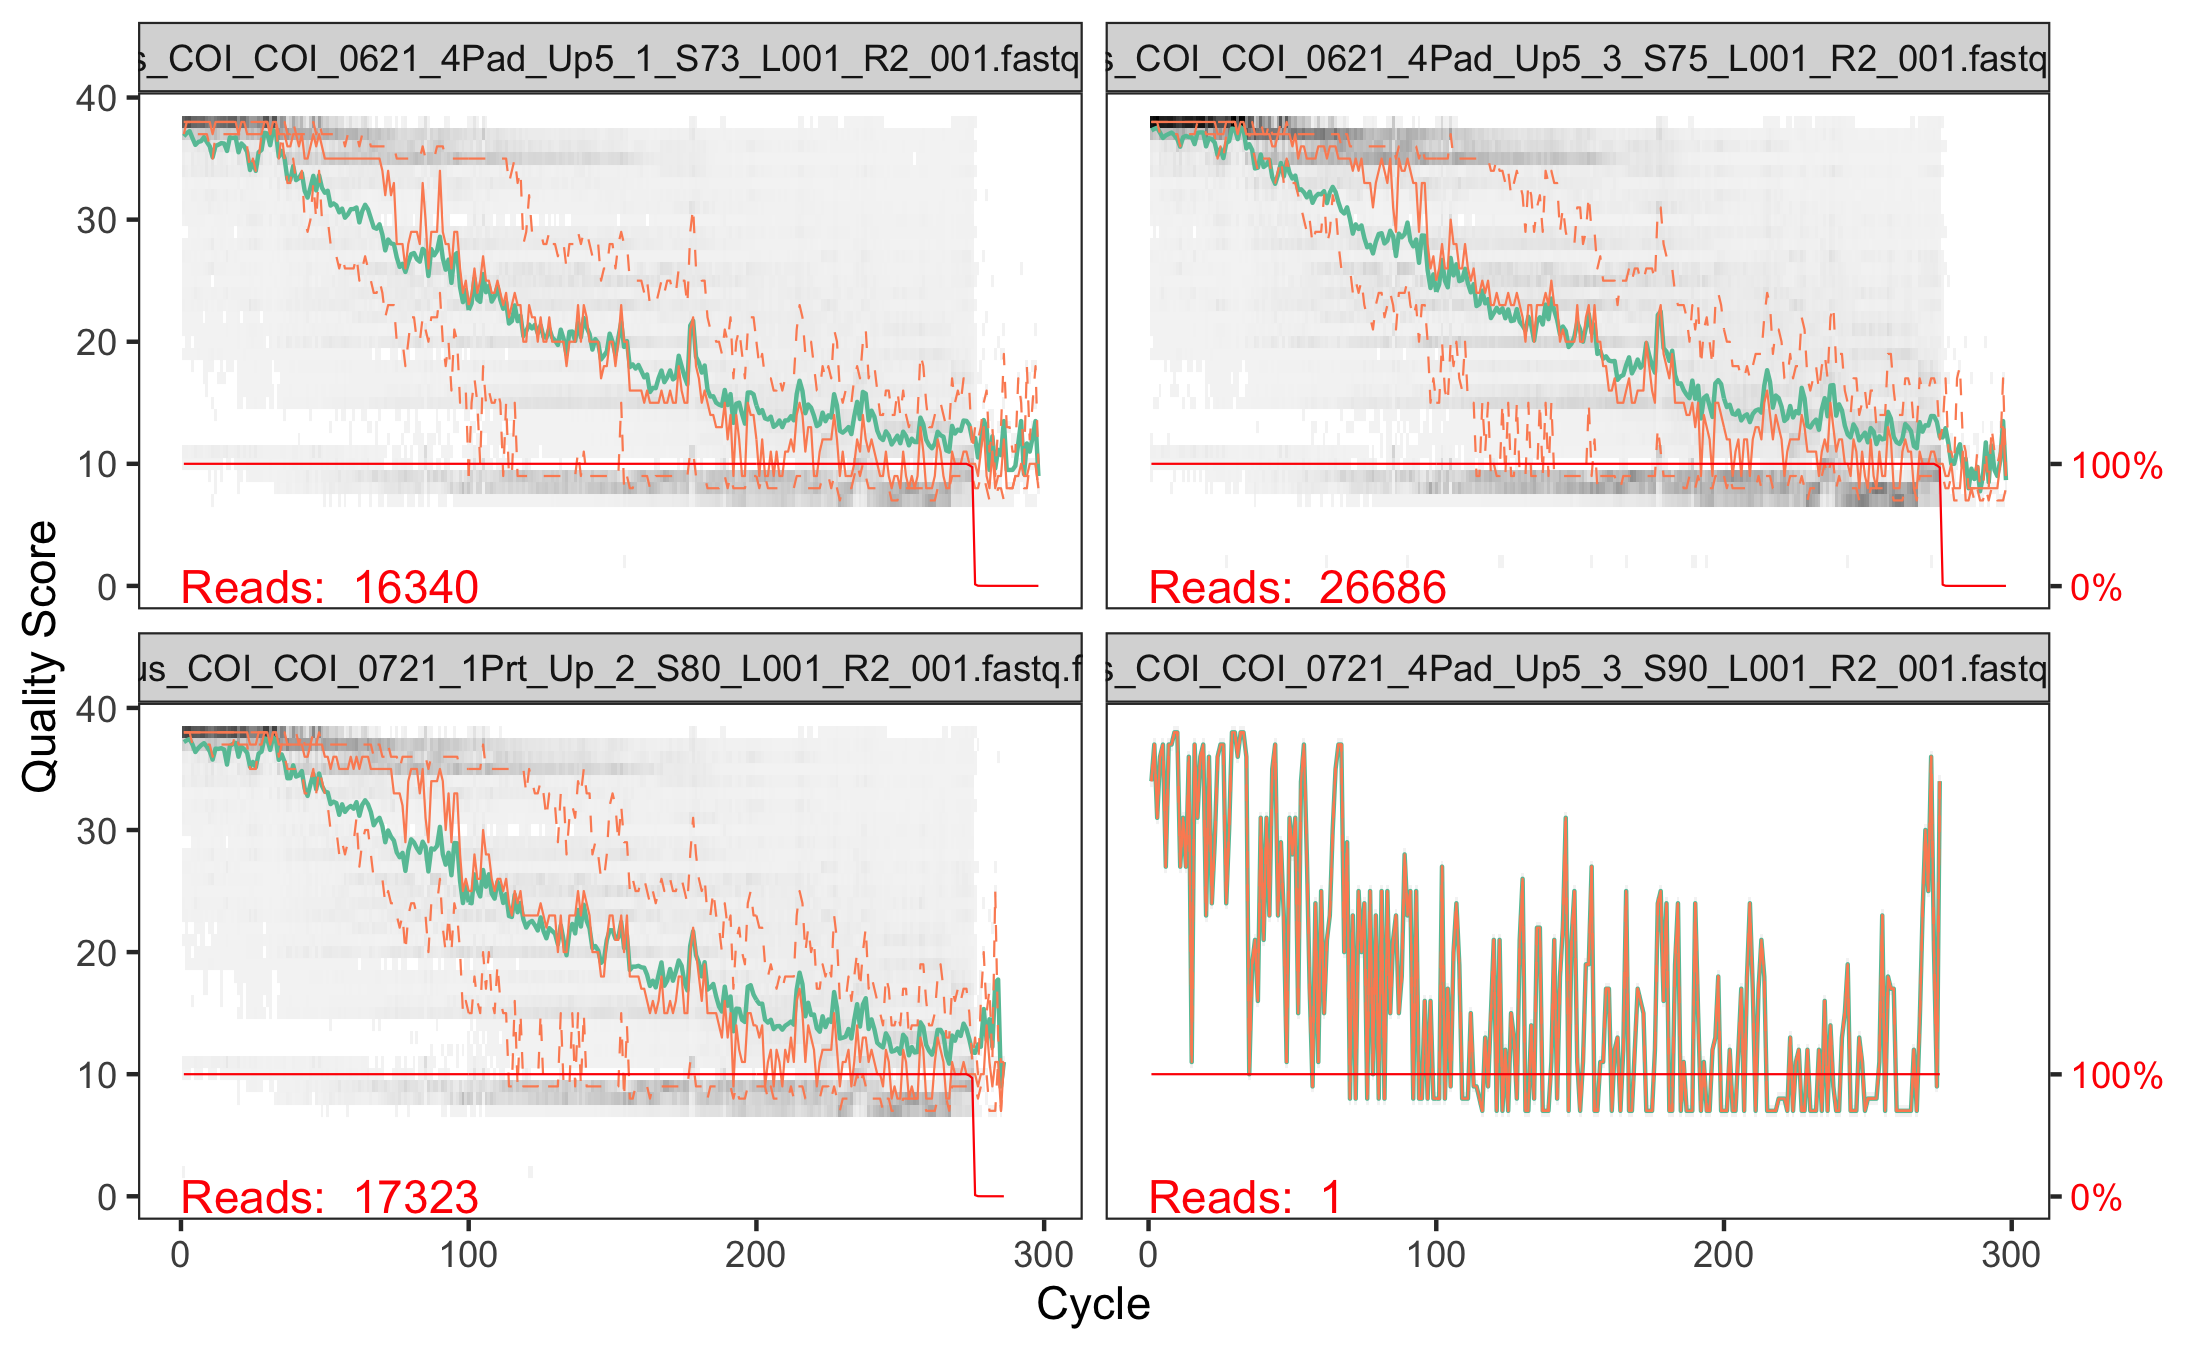 s_COI_COI_0621_4Pad_Up5_1_S73_L001_R2_001.fastq
s_COI_COI_0621_4Pad_Up5_3_S75_L001_R2_001.fastq
40
30
20
10
0
100%
0%
Reads: 16340
Reads: 26686
Quality Score
us_COI_COI_0721_1Prt_Up_2_S80_L001_R2_001.fastq.f
s_COI_COI_0721_4Pad_Up5_3_S90_L001_R2_001.fastq
40
30
20
10
0
100%
0%
Reads: 17323
Reads: 1
0 100 200 300
0 100 200 300
Cycle